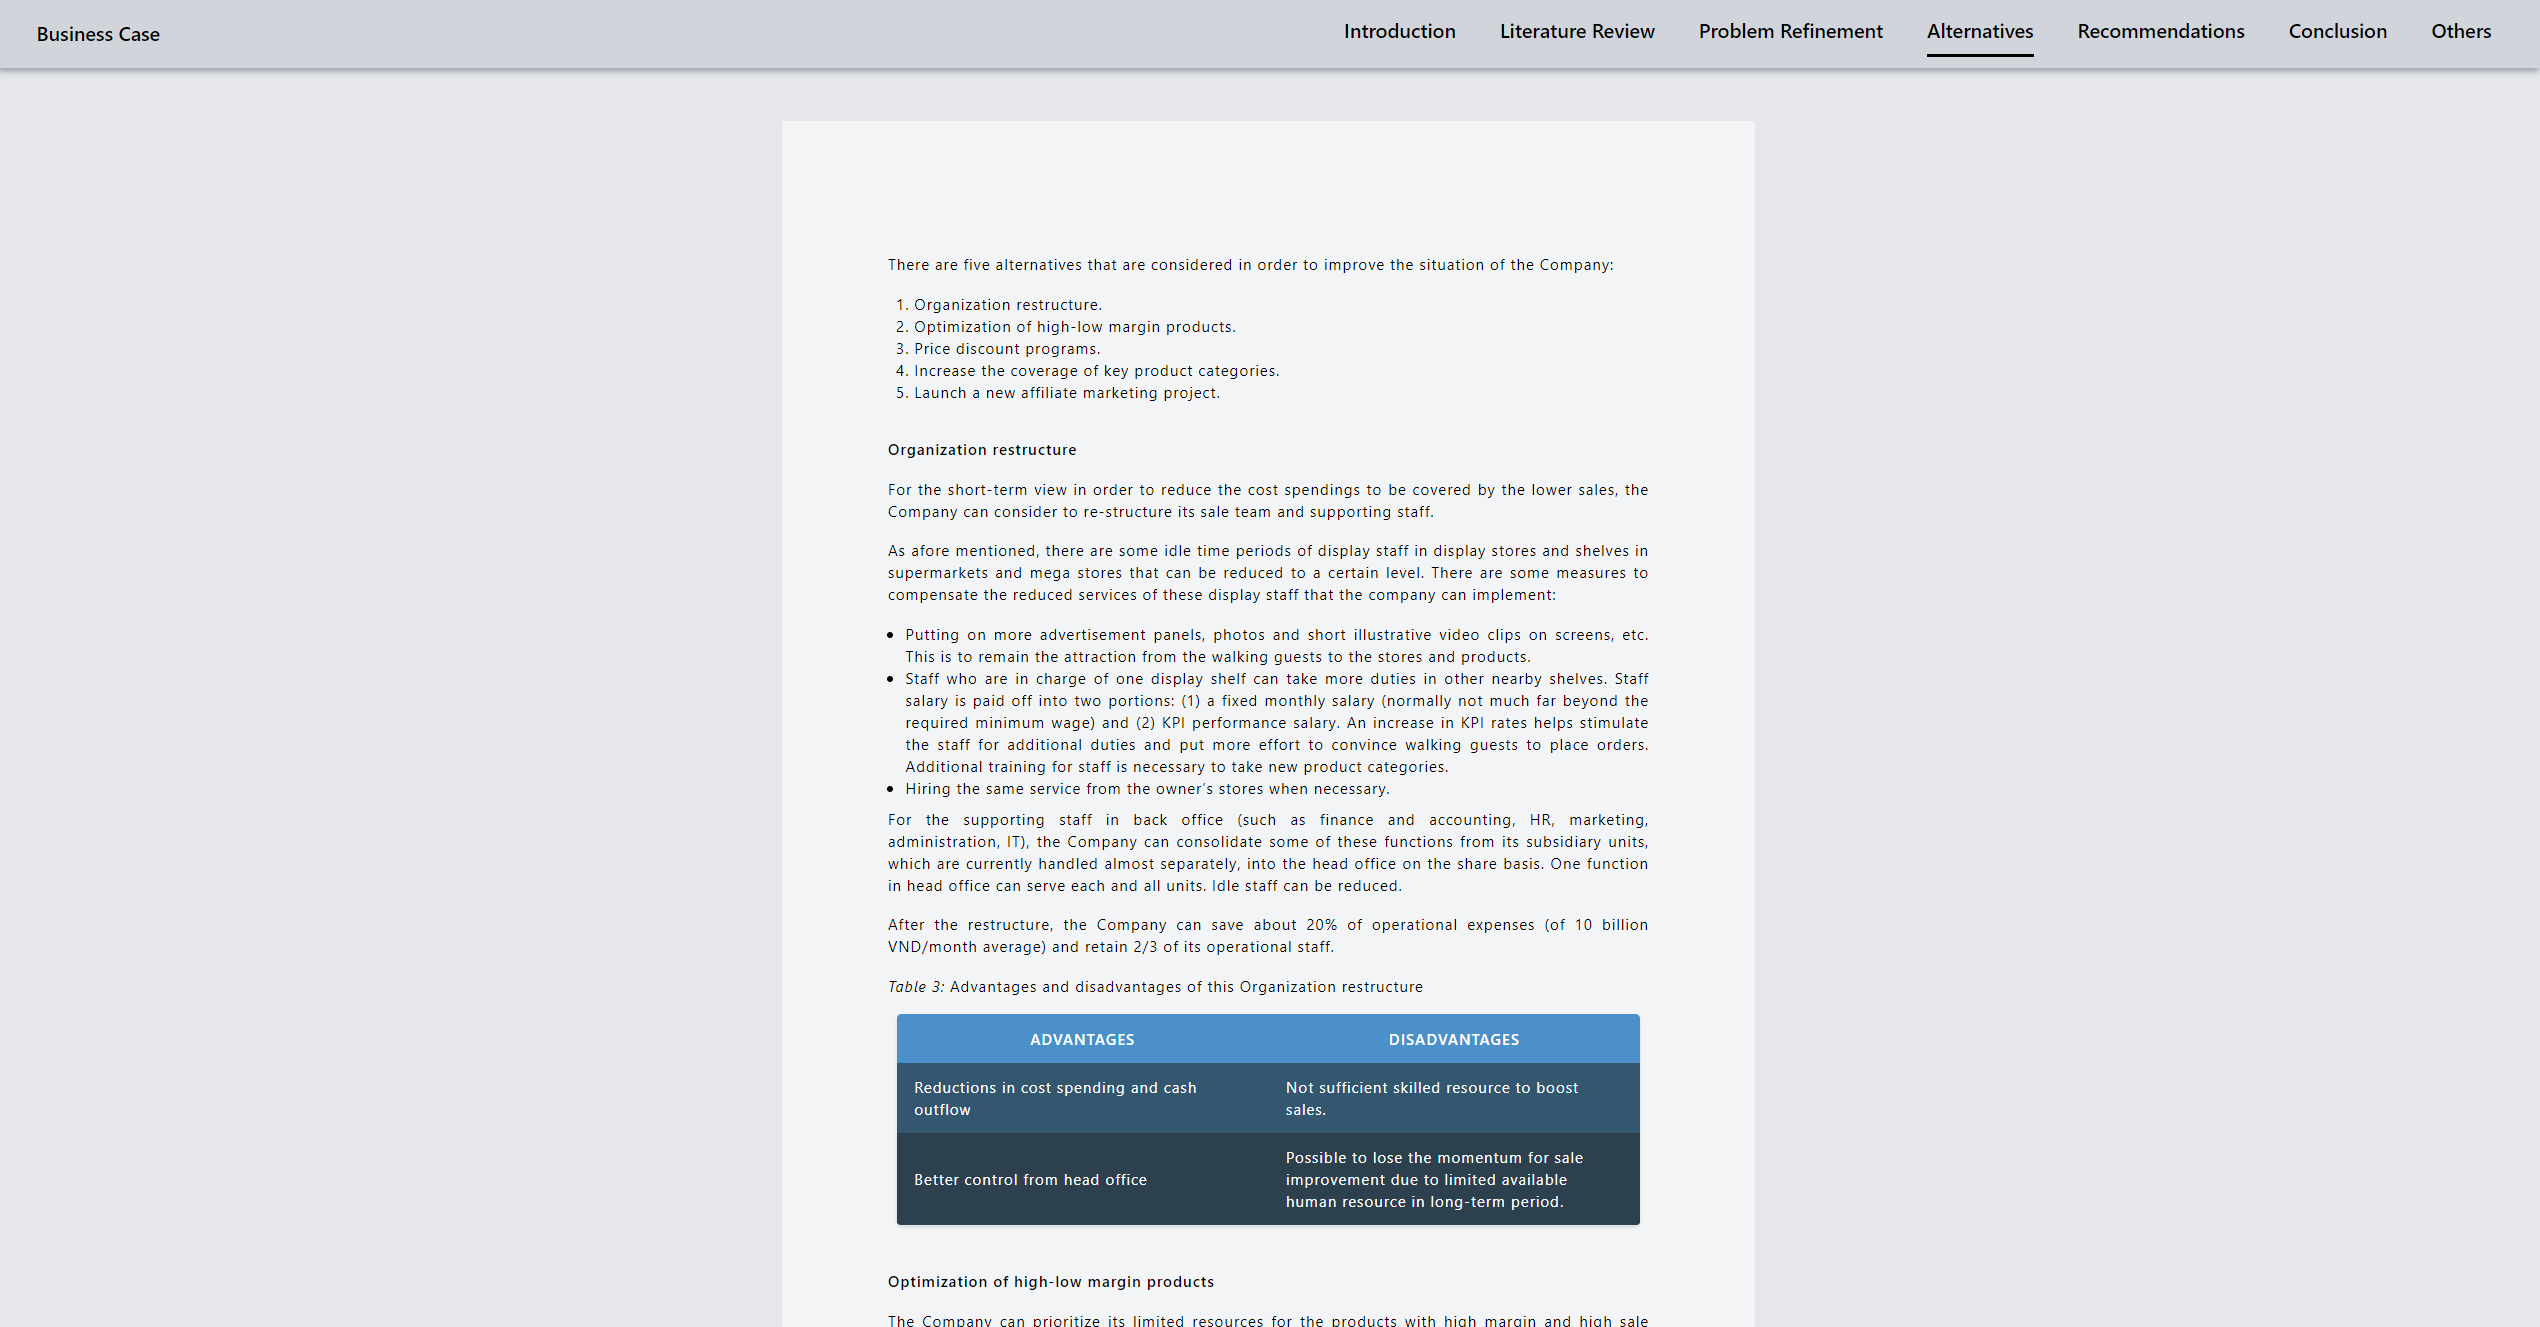 Business Case
Introduction
Literature Review
Problem Refinement
Alternatives
Recommendations
Conclusion
Others
There are five alternatives that are considered in order to improve the situation of the Company:
1. Organization restructure.
2. Optimization of high-low margin products.
3. Price discount programs.
4. Increase the coverage of key product categories.
5. Launch a new affiliate marketing project.
Organization restructure
For the short-term view in order to reduce the cost spendings to be covered by the lower sales, the
Company can consider to re-structure its sale team and supporting staff.
As afore mentioned, there are some idle time periods of display staff in display stores and shelves in
supermarkets and mega stores that can be reduced to a certain level. There are some measures to
compensate the reduced services of these display staff that the company can implement:
• Putting on more advertisement panels, photos and short illustrative video clips on screens, etc.
This is to remain the attraction from the walking guests to the stores and products.
• Staff who are in charge of one display shelf can take more duties in other nearby shelves. Staff
salary is paid off into two portions: (1) a fixed monthly salary (normally not much far beyond the
required minimum wage) and (2) KPI performance salary. An increase in KPI rates helps stimulate
the staff for additional duties and put more effort to convince walking guests to place orders.
Additional training for staff is necessary to take new product categories.
• Hiring the same service from the owner's stores when necessary.
For the supporting staff in back office (such as finance and accounting, HR, marketing,
administration, IT), the Company can consolidate some of these functions from its subsidiary units,
which are currently handled almost separately, into the head office on the share basis. One function
in head office can serve each and all units. Idle staff can be reduced.
After the restructure, the Company can save about 20% of operational expenses (of 10 billion
VND/month average) and retain 2/3 of its operational staff.
Table 3: Advantages and disadvantages of this Organization restructure
ADVANTAGES
DISADVANTAGES
Reductions in cost spending and cash
outflow
Not sufficient skilled resource to boost
sales.
Better control from head office
Possible to lose the momentum for sale
improvement due to limited available
human resource in long-term period.
Optimization of high-low margin products
The Company can prioritize its limited resources for the products with high margin and high sale